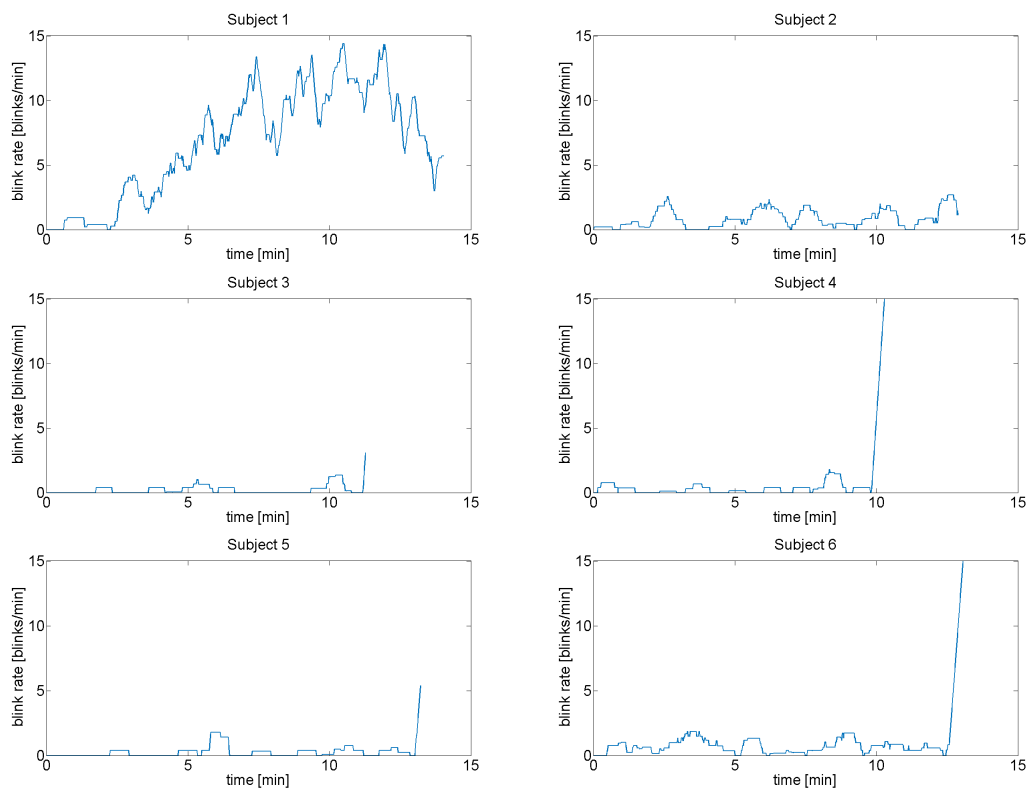 Subject 1
15
10
5
0
blink rate [blinks/min]
0 5 10 15
time [min]
Subject 2
15
10
5
0
blink rate [blinks/min]
0 5 10 15
time [min]
Subject 3
15
10
5
0
blink rate [blinks/min]
0 5 10 15
time [min]
Subject 4
15
10
5
0
blink rate [blinks/min]
0 5 10 15
time [min]
Subject 5
15
10
5
0
blink rate [blinks/min]
0 5 10 15
time [min]
Subject 6
15
10
5
0
blink rate [blinks/min]
0 5 10 15
time [min]